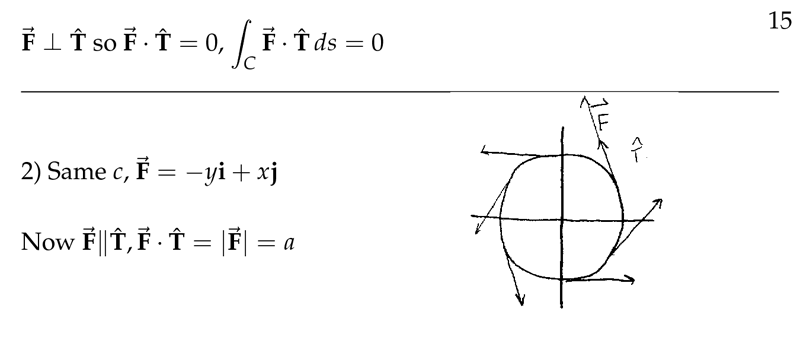 15
F⃗ ⊥ T̂ so F⃗ · T̂ = 0, ∫_C F⃗ · T̂ ds = 0
F⃗
T̂
2) Same c, F⃗ = −yi + xj
Now F⃗||T̂, F⃗ · T̂ = |F⃗| = a